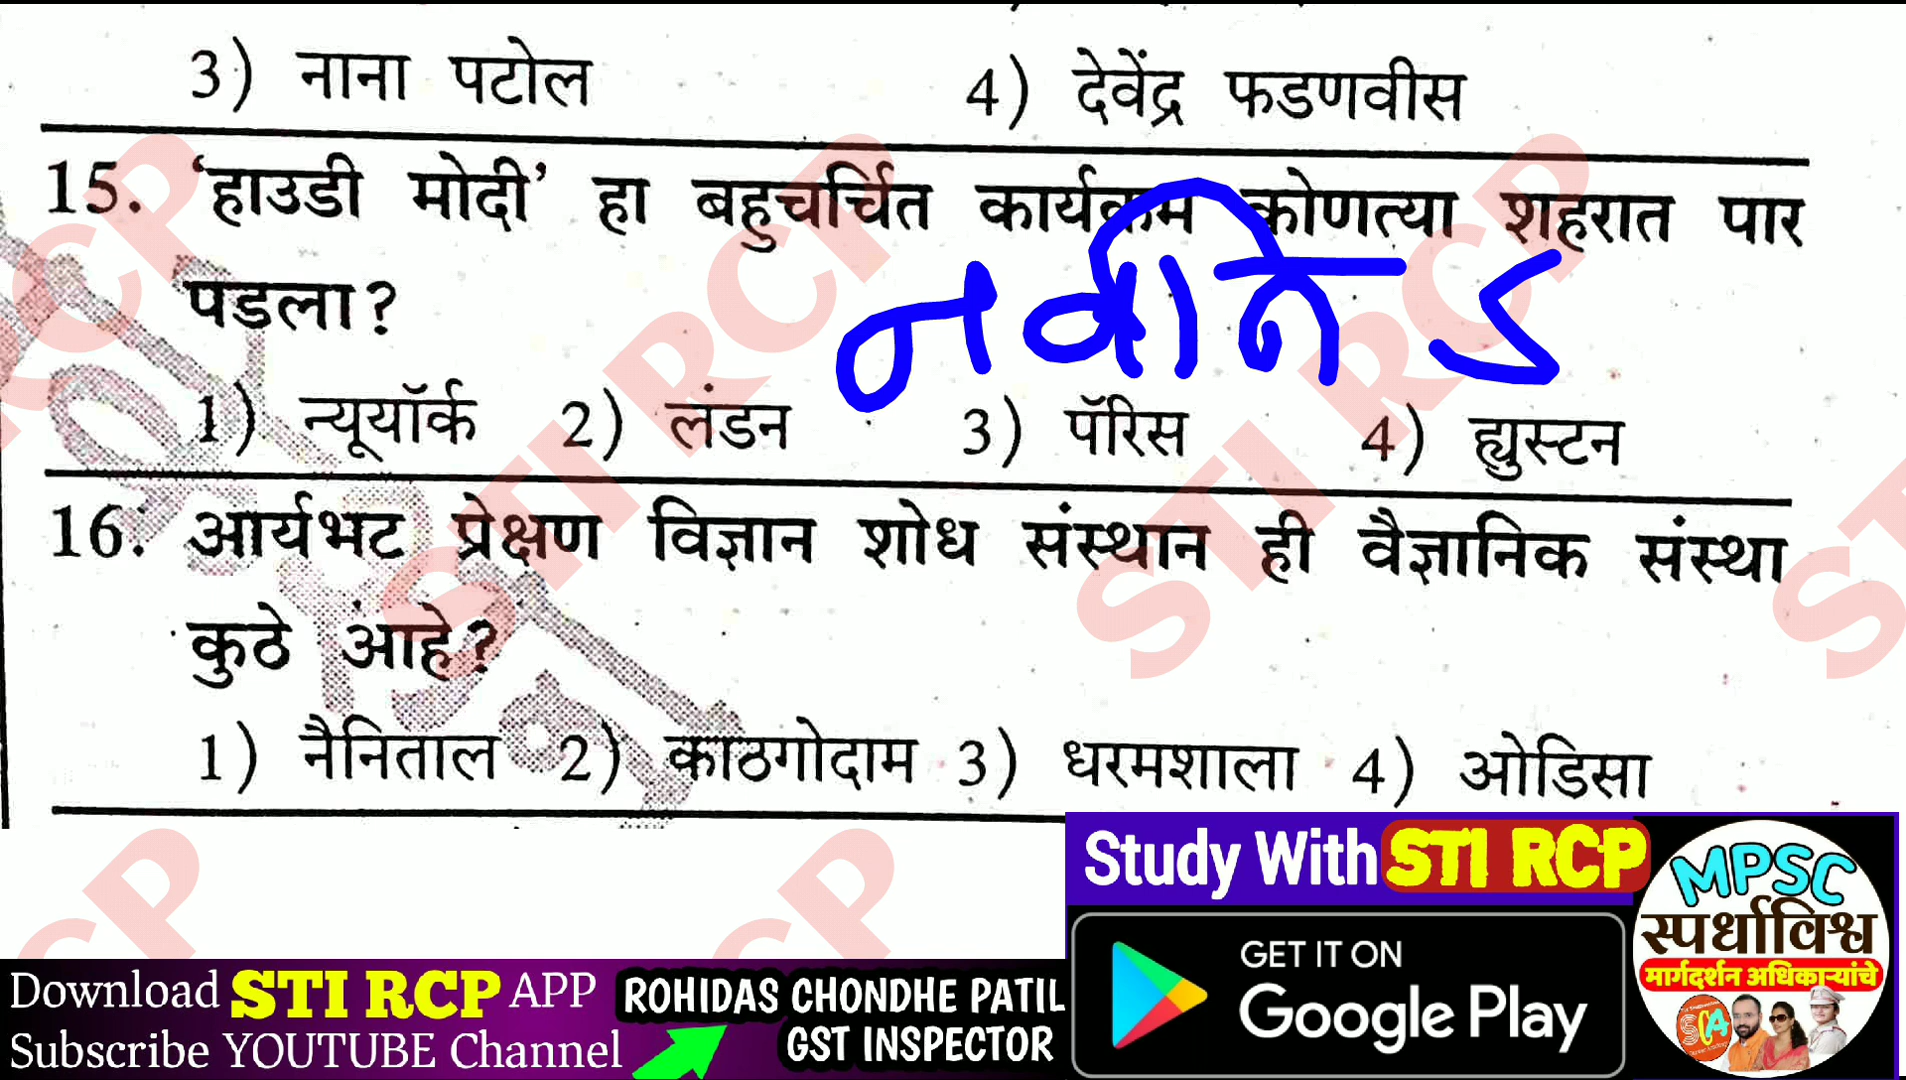 3) नाना पटोल 4) देवेंद्र फडणवीस
15. ‘हाउडी मोदी’ हा बहुचर्चित कार्यक्रम कोणत्या शहरात पार
पडला?
1) न्यूयॉर्क 2) लंडन 3) पॅरिस 4) ह्युस्टन
16. आर्यभट प्रेक्षण विज्ञान शोध संस्थान ही वैज्ञानिक संस्था
कुठे आहे?
1) नैनिताल 2) काठगोदाम 3) धरमशाला 4) ओडिसा
STI RCP
Study With STI RCP
GET IT ON
Google Play
MPSC
स्पर्धाविश्व
मार्गदर्शन अधिकाऱ्यांचे
SCA
Download STI RCP APP
Subscribe YOUTUBE Channel
ROHIDAS CHONDHE PATIL
GST INSPECTOR